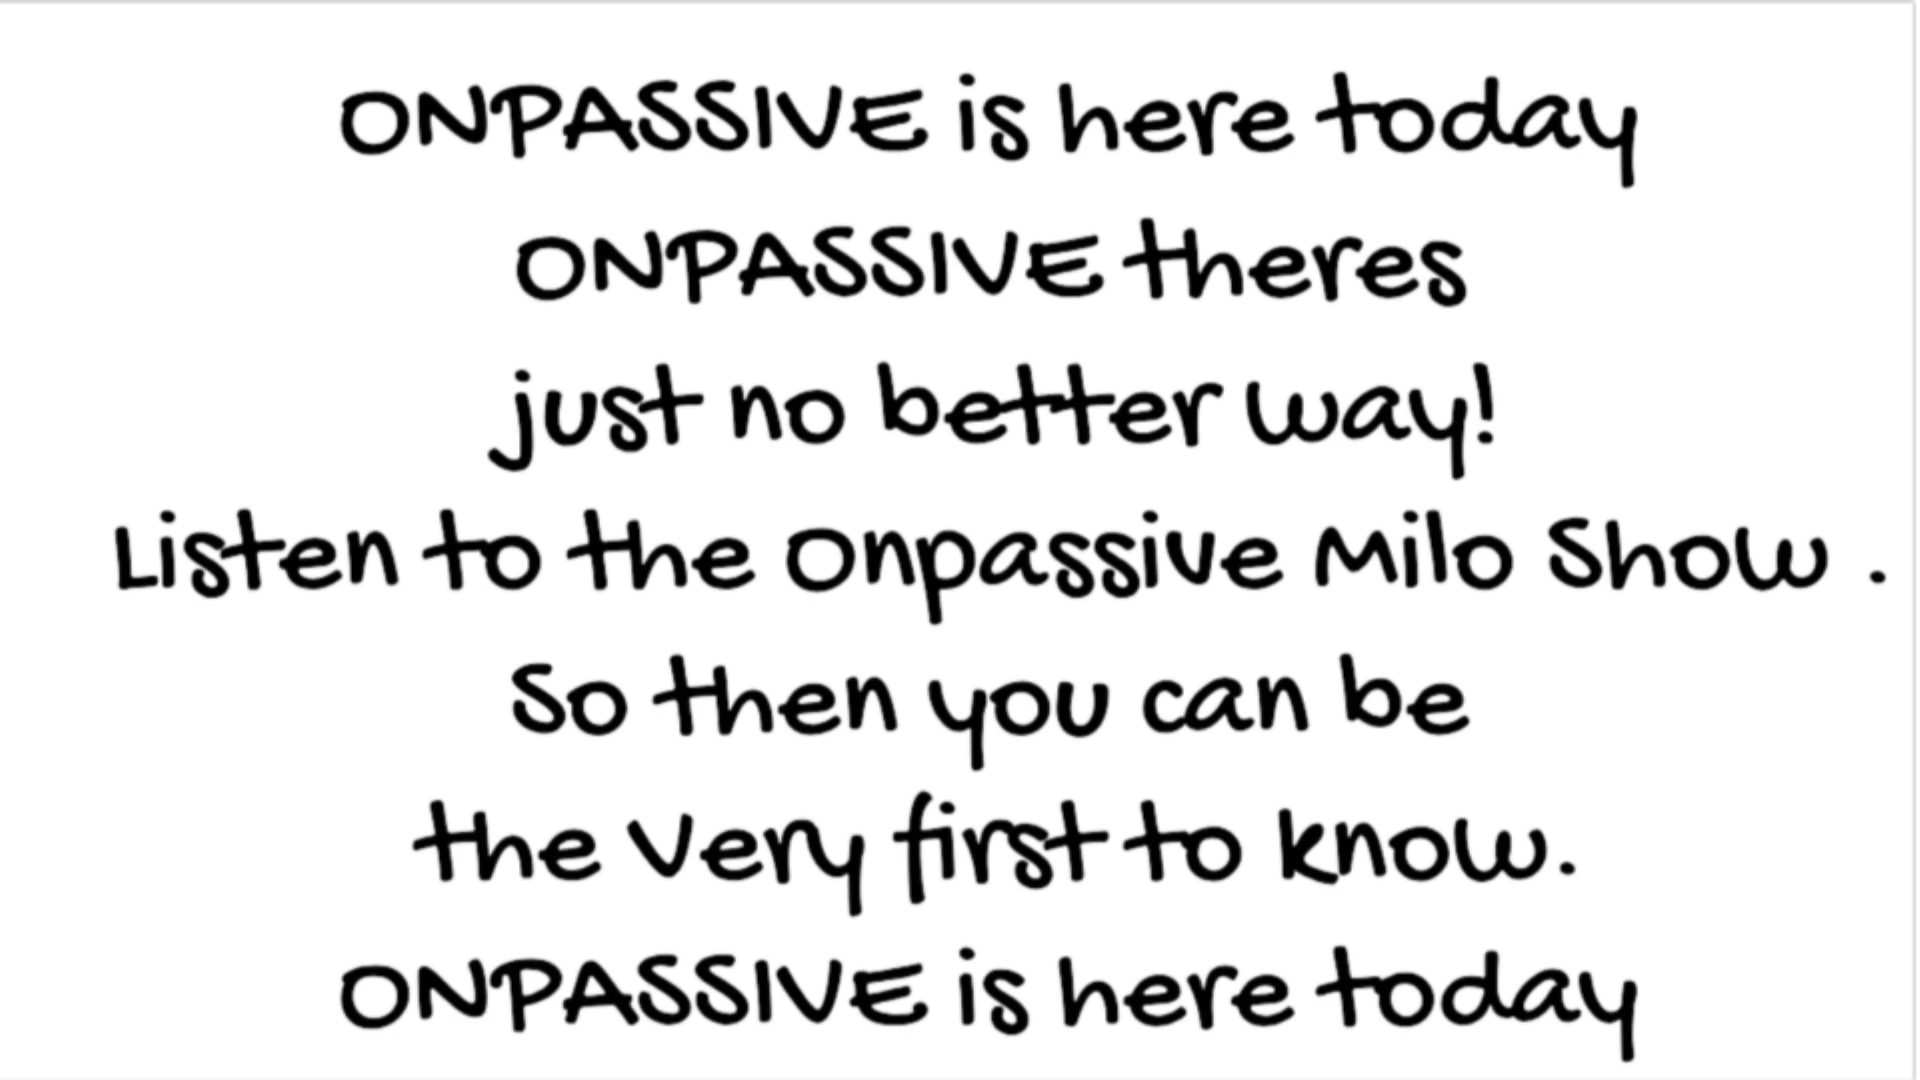 ONPASSIVE is here today
ONPASSIVE theres
just no better way!
Listen to the Onpassive Milo Show .
So then you can be
the very first to know.
ONPASSIVE is here today